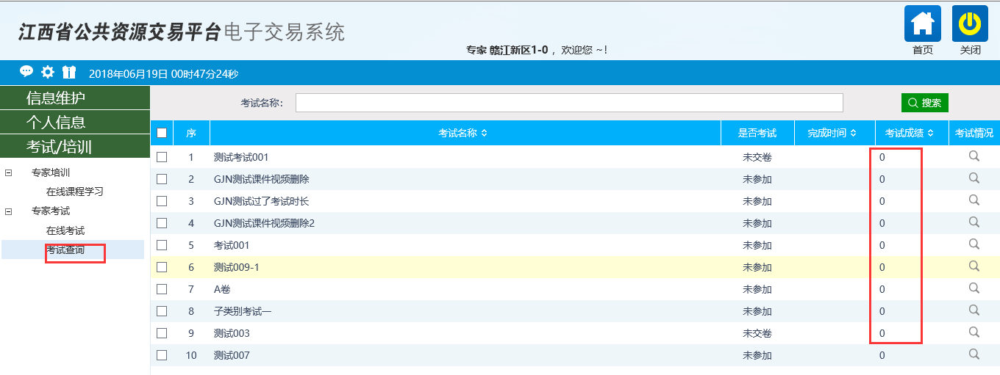 江西省公共资源交易平台电子交易系统
专家 赣江新区1-0 ，欢迎您 ~!
首页 关闭
2018年06月19日 00时47分24秒
信息维护
个人信息
考试/培训
专家培训
在线课程学习
专家考试
在线考试
考试查询
考试名称: 搜索
序 考试名称 是否考试 完成时间 考试成绩 考试情况
1 测试考试001 未交卷 0
2 GJN测试课件视频删除 未参加 0
3 GJN测试过了考试时长 未参加 0
4 GJN测试课件视频删除2 未参加 0
5 考试001 未参加 0
6 测试009-1 未参加 0
7 A卷 未参加 0
8 子类别考试一 未参加 0
9 测试003 未交卷 0
10 测试007 未参加 0